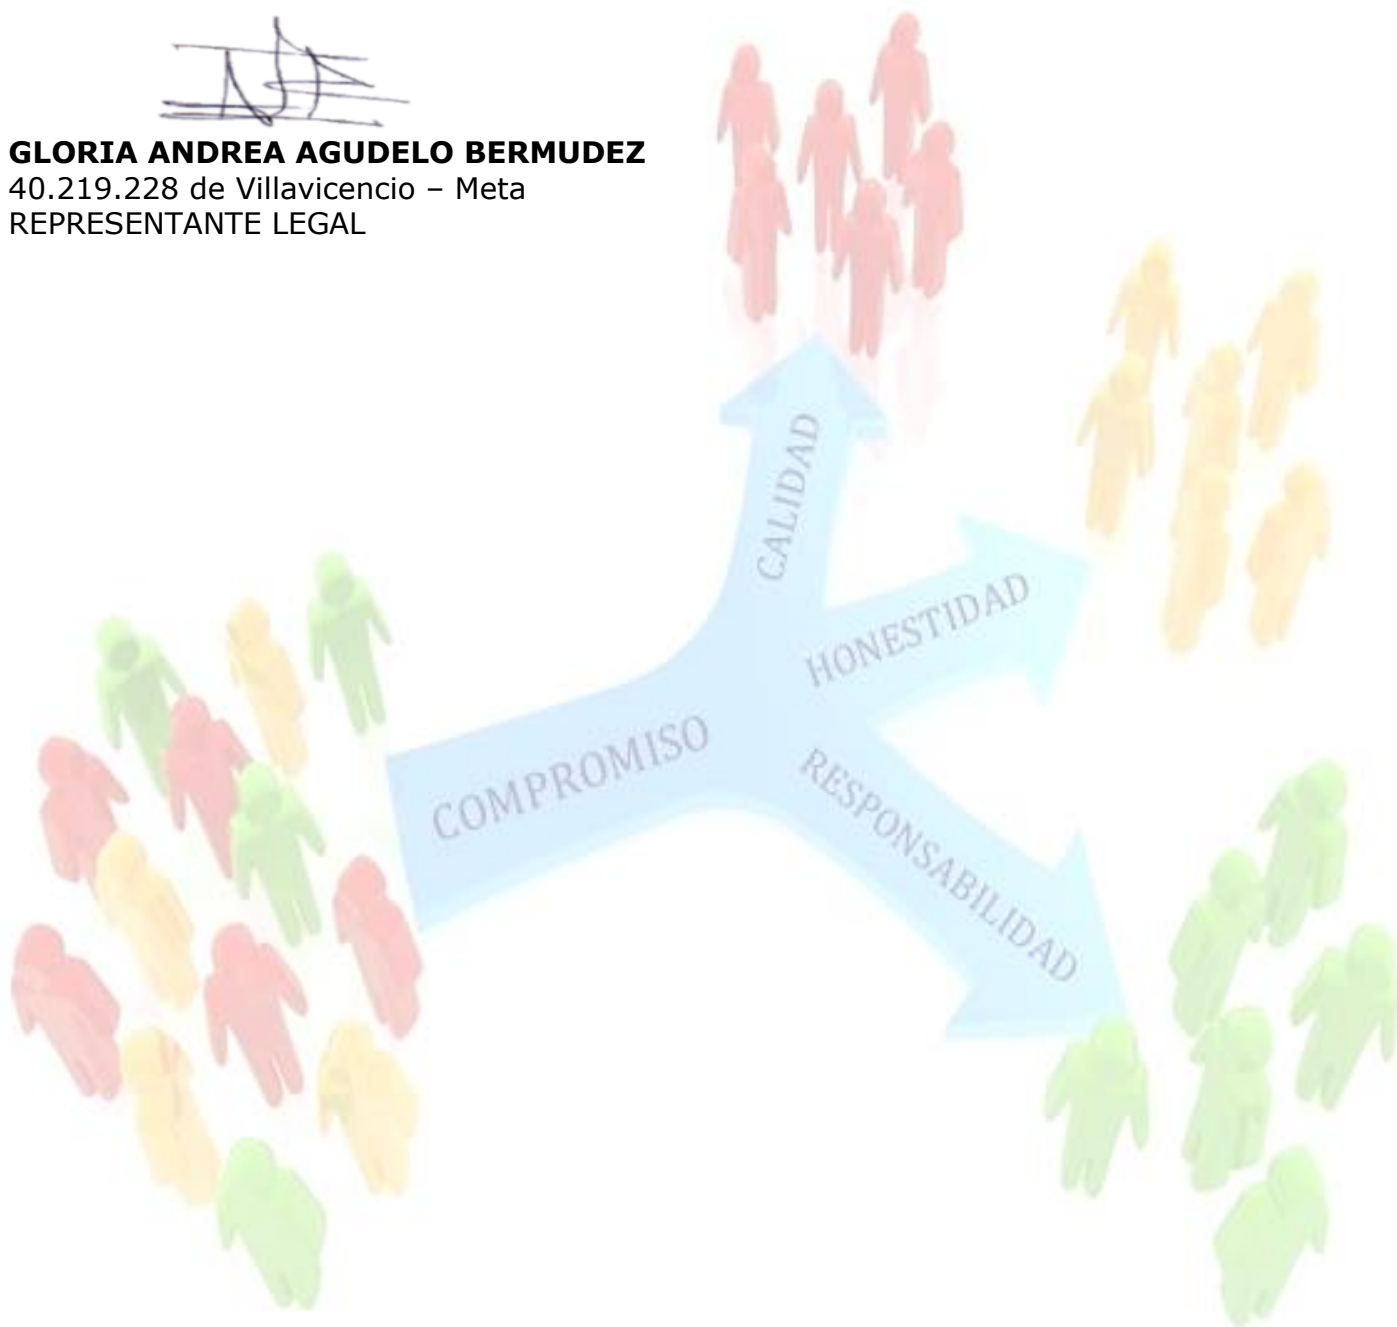 GLORIA ANDREA AGUDELO BERMUDEZ
40.219.228 de Villavicencio – Meta
REPRESENTANTE LEGAL
CALIDAD
HONESTIDAD
COMPROMISO
RESPONSABILIDAD